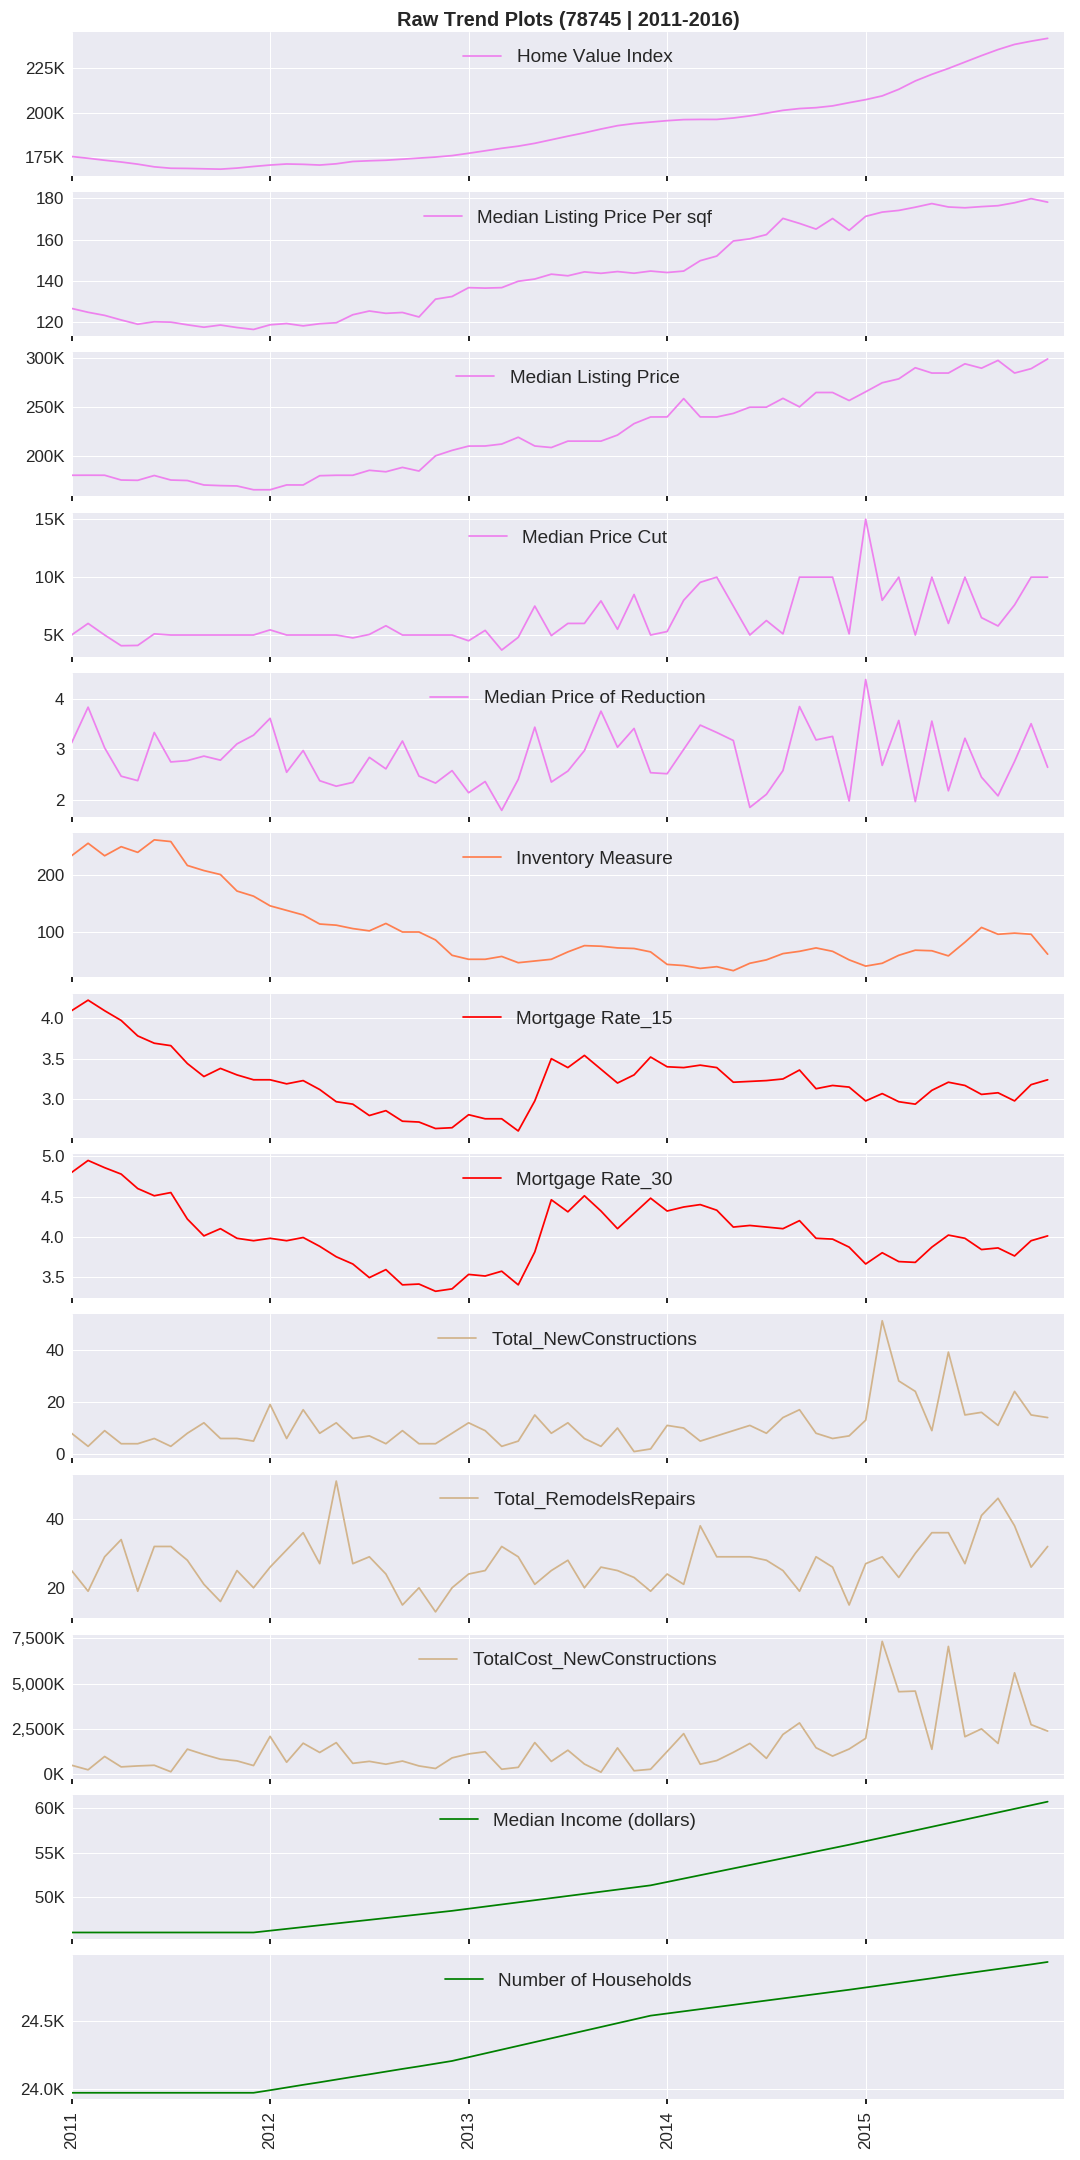 Raw Trend Plots (78745 | 2011-2016)
Home Value Index
225K
200K
175K
Median Listing Price Per sqf
180
160
140
120
Median Listing Price
300K
250K
200K
Median Price Cut
15K
10K
5K
Median Price of Reduction
4
3
2
Inventory Measure
200
100
Mortgage Rate_15
4.0
3.5
3.0
Mortgage Rate_30
5.0
4.5
4.0
3.5
Total_NewConstructions
40
20
0
Total_RemodelsRepairs
40
20
TotalCost_NewConstructions
7,500K
5,000K
2,500K
0K
Median Income (dollars)
60K
55K
50K
Number of Households
24.5K
24.0K
2011
2012
2013
2014
2015